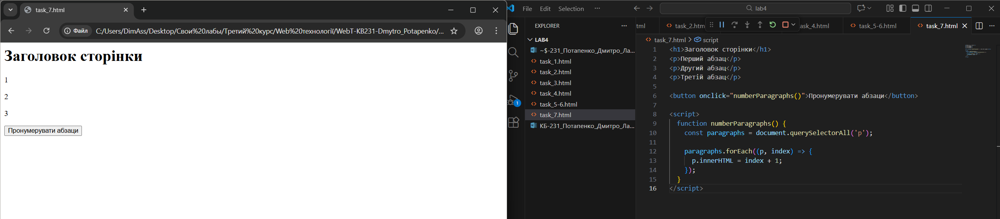 task_7.html
Файл
C:/Users/DimAss/Desktop/Свои%20лабы/Третий%20курс/Web%20технології/WebT-KB231-Dmytro_Potapenko/...
Заголовок сторінки
1
2
3
Пронумерувати абзаци
File Edit Selection ...
lab4
EXPLORER
LAB4
~$-231_Потапенко_Дмитро_Ла...
task_1.html
task_2.html
task_3.html
task_4.html
task_5-6.html
task_7.html
КБ-231_Потапенко_Дмитро_Ла...
1
tml task_2.htm ask_4.html task_5-6.html task_7.html
task_7.html > script
1 <h1>Заголовок сторінки</h1>
2 <p>Перший абзац</p>
3 <p>Другий абзац</p>
4 <p>Третій абзац</p>
5
6 <button onclick="numberParagraphs()">Пронумерувати абзаци</button>
7
8 <script>
9 function numberParagraphs() {
10 const paragraphs = document.querySelectorAll('p');
11
12 paragraphs.forEach((p, index) => {
13 p.innerHTML = index + 1;
14 });
15 }
16 </script>